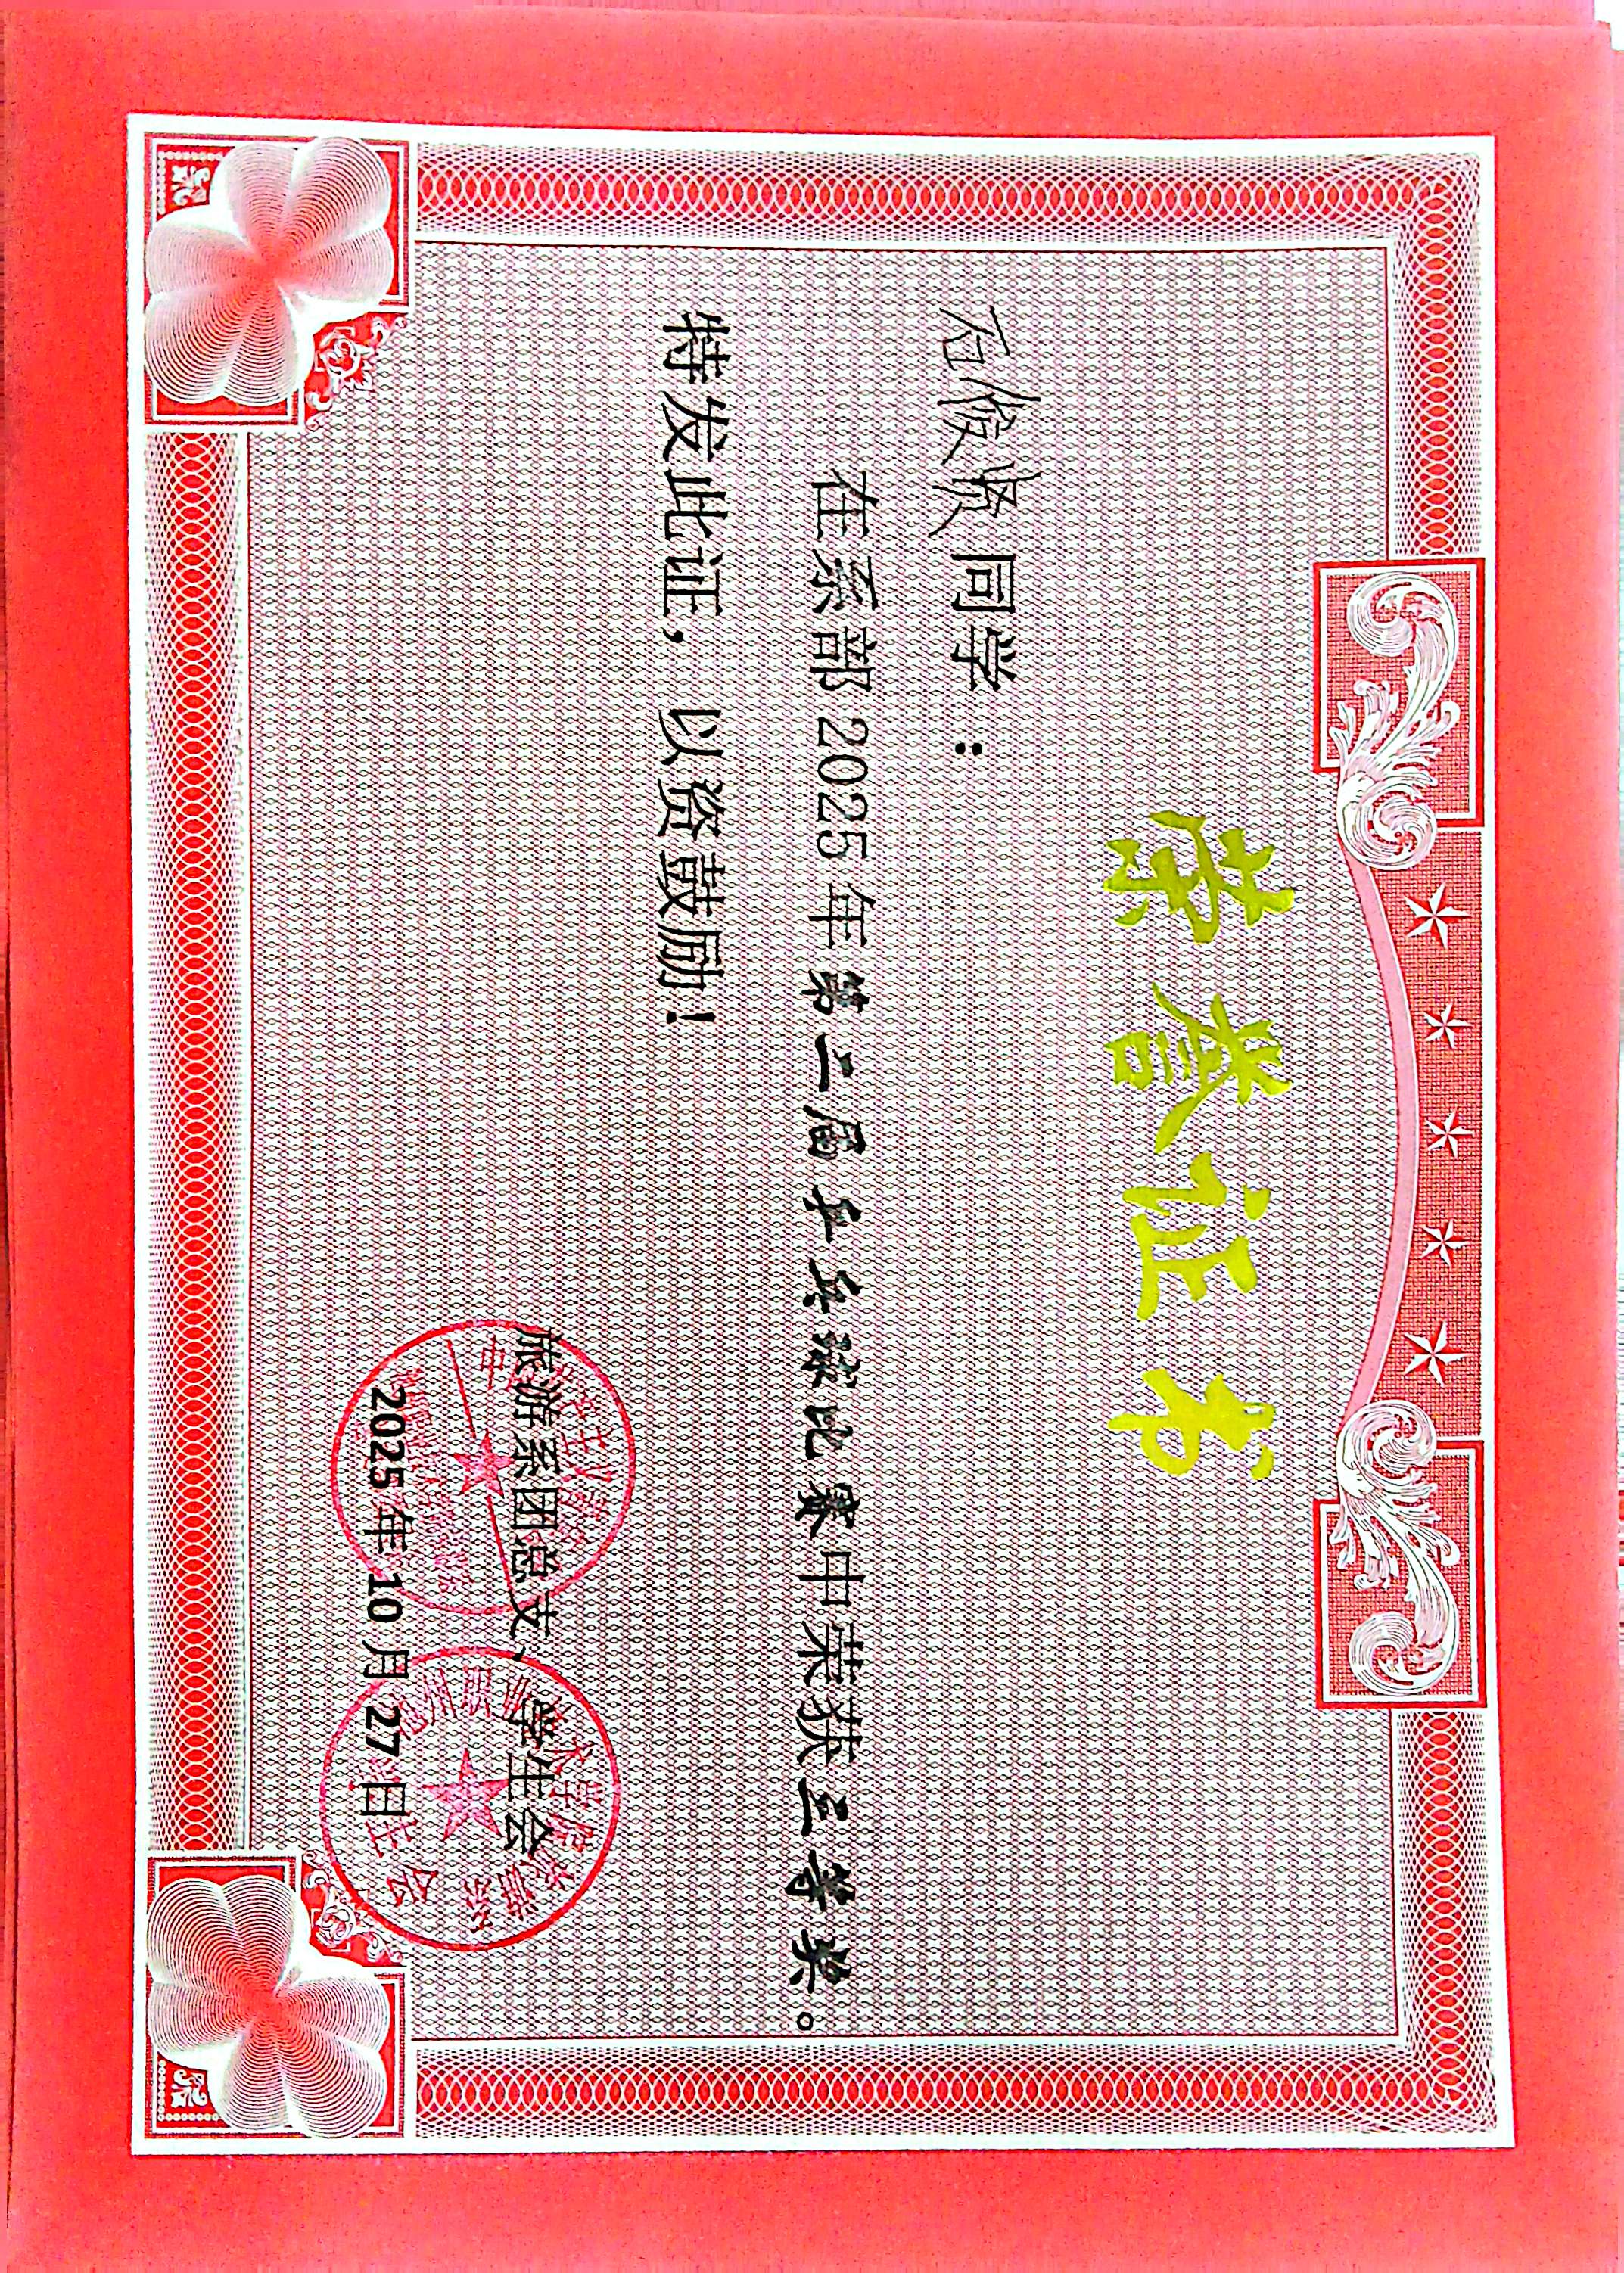 荣誉证书
石俊贤同学：
在系部2025年第二届乒乓球比赛中荣获三等奖。
特发此证，以资鼓励！
旅游系团总支、学生会
2025年10月27日